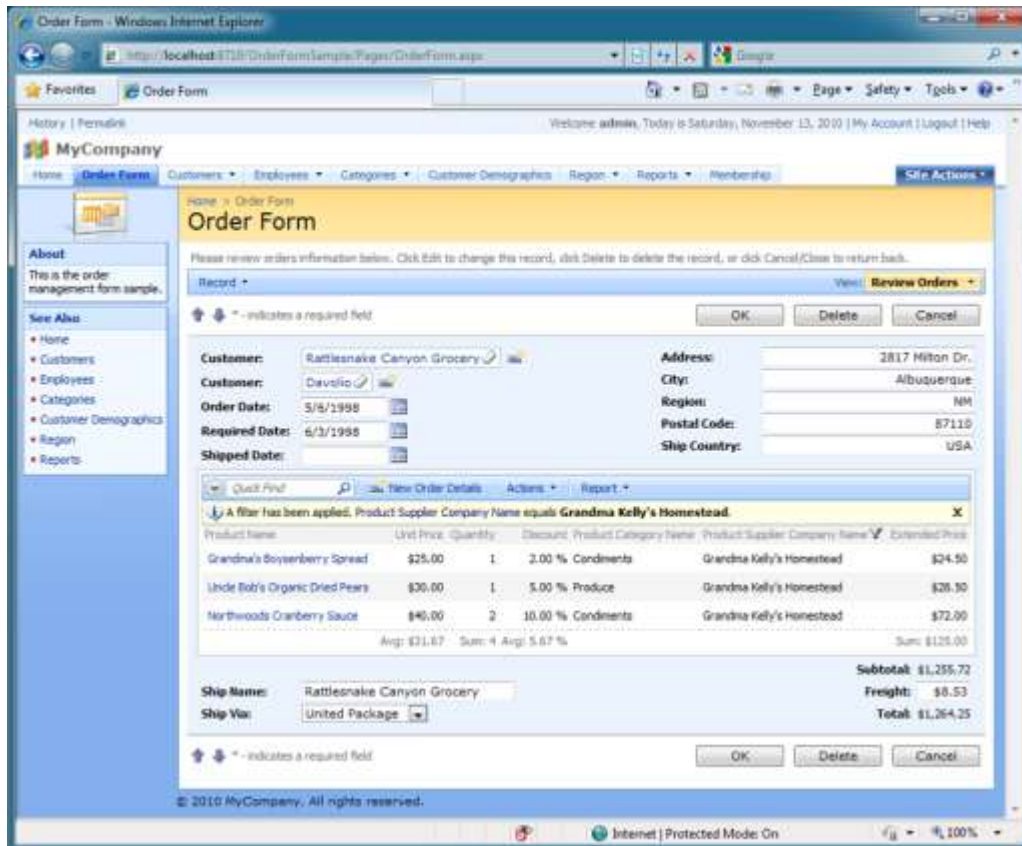 Order Form - Windows Internet Explorer
http://localhost:8710/OrderFormSample/Pages/OrderForm.aspx Google
Favorites Order Form Page Safety Tools
History | Permalink Welcome admin, Today is Saturday, November 13, 2010 | My Account | Logout | Help
MyCompany
Home Order Form Customers Employees Categories Customer Demographics Region Reports Membership Site Actions
Home > Order Form
Order Form
About
This is the order
management form sample.
See Also
Home
Customers
Employees
Categories
Customer Demographics
Region
Reports
Please review orders information below. Click Edit to change this record, click Delete to delete the record, or click Cancel/Close to return back.
Record View: Review Orders
* - indicates a required field OK Delete Cancel
Customer: Rattlesnake Canyon Grocery Address: 2817 Milton Dr.
Customer: Davolio City: Albuquerque
Order Date: 5/6/1998 Region: NM
Required Date: 6/3/1998 Postal Code: 87110
Shipped Date: Ship Country: USA
Quick Find New Order Details Actions Report
A filter has been applied. Product Supplier Company Name equals Grandma Kelly's Homestead. x
Product Name Unit Price Quantity Discount Product Category Name Product Supplier Company Name Extended Price
Grandma's Boysenberry Spread $25.00 1 2.00 % Condiments Grandma Kelly's Homestead $24.50
Uncle Bob's Organic Dried Pears $30.00 1 5.00 % Produce Grandma Kelly's Homestead $28.50
Northwoods Cranberry Sauce $40.00 2 10.00 % Condiments Grandma Kelly's Homestead $72.00
Avg: $31.67 Sum: 4 Avg: 5.67 % Sum: $125.00
Subtotal: $1,255.72
Ship Name: Rattlesnake Canyon Grocery Freight: $8.53
Ship Via: United Package Total: $1,264.25
* - indicates a required field OK Delete Cancel
© 2010 MyCompany. All rights reserved.
Internet | Protected Mode: On 100%